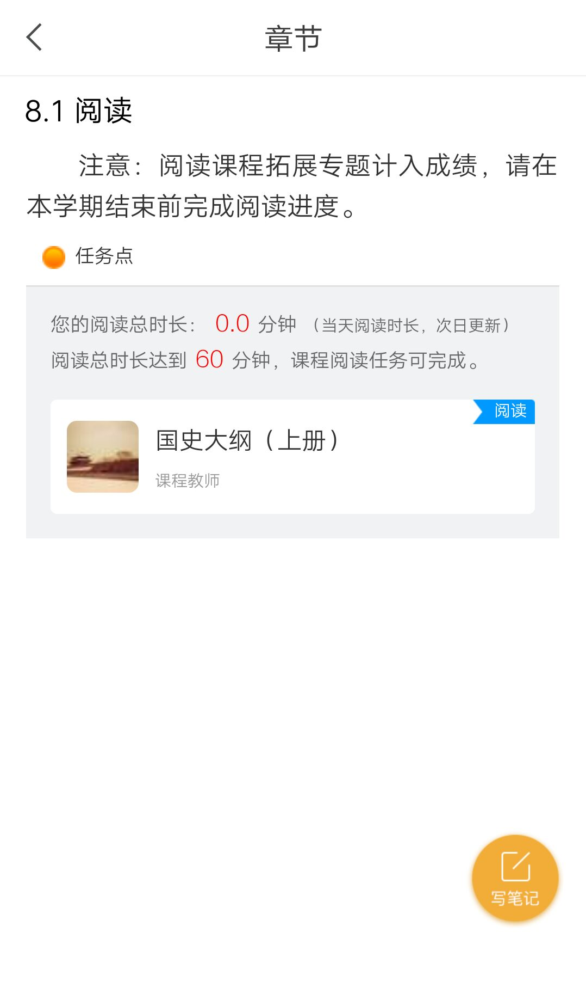 章节
8.1 阅读
注意：阅读课程拓展专题计入成绩，请在
本学期结束前完成阅读进度。
任务点
您的阅读总时长： 0.0 分钟 （当天阅读时长，次日更新）
阅读总时长达到 60 分钟，课程阅读任务可完成。
阅读
国史大纲（上册）
课程教师
写笔记